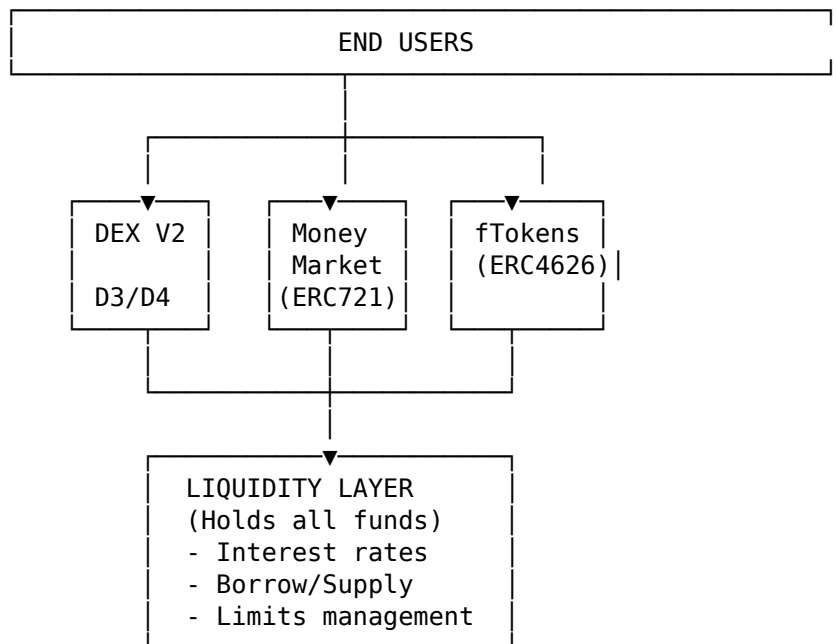 END USERS
DEX V2
Money
fTokens
Market
(ERC4626)
D3/D4
(ERC721)
LIQUIDITY LAYER
(Holds all funds)
- Interest rates
- Borrow/Supply
- Limits management